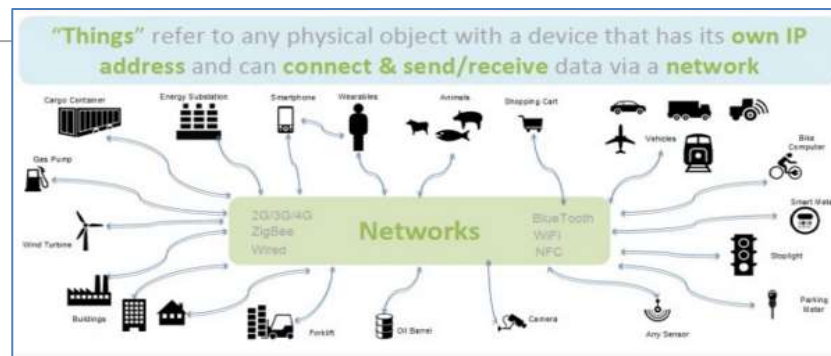 “Things” refer to any physical object with a device that has its own IP
address and can connect & send/receive data via a network
Cargo Container
Energy Substation
Smartphone
Wearables
Animals
Shopping Cart
Vehicles
Bike
Computer
Gas Pump
Smart Mete
Wind Turbine
2G/3G/4G
ZigBee
Wired
Networks
BlueTooth
WiFi
NFC
Stoplight
Buildings
Forklift
Oil Barrel
Camera
Any Sensor
Parking
Meter